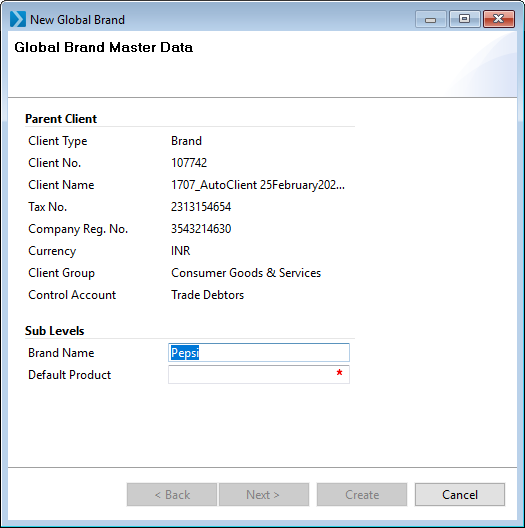 New Global Brand
Global Brand Master Data
Parent Client
Client Type Brand
Client No. 107742
Client Name 1707_AutoClient 25February202...
Tax No. 2313154654
Company Reg. No. 3543214630
Currency INR
Client Group Consumer Goods & Services
Control Account Trade Debtors
Sub Levels
Brand Name Pepsi
Default Product *
< Back Next > Create Cancel